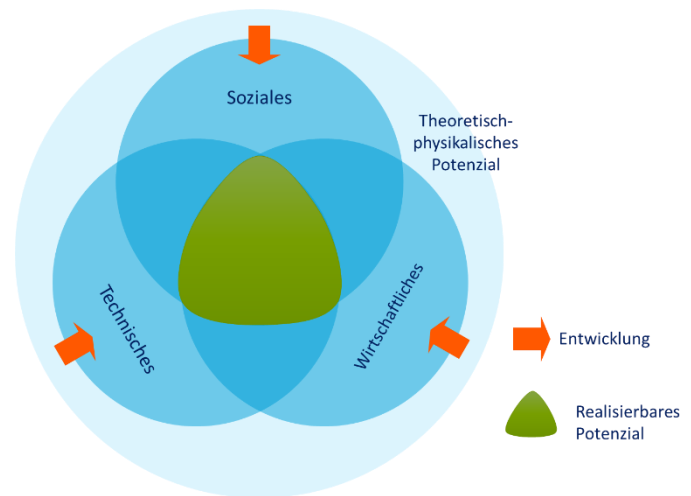 Soziales
Theoretisch-
physikalisches
Potenzial
Technisches
Wirtschaftliches
Entwicklung
Realisierbares
Potenzial